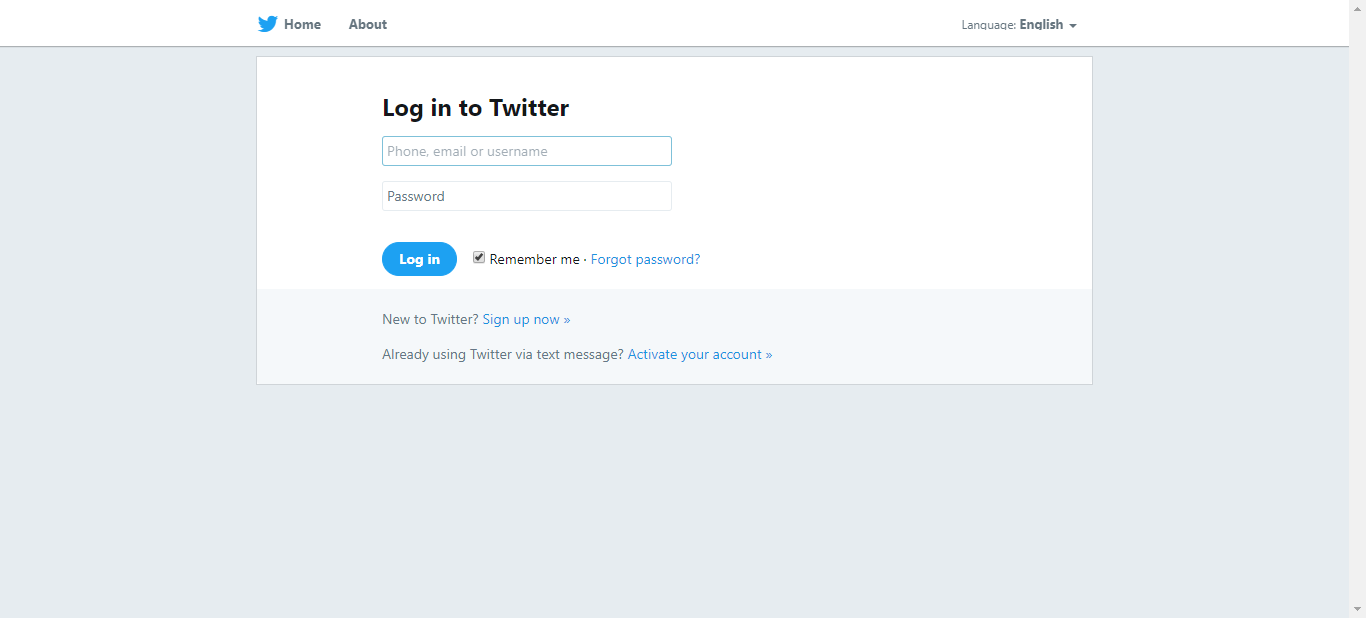 Home About Language: English
Log in to Twitter
Phone, email or username
Password
Log in Remember me · Forgot password?
New to Twitter? Sign up now »
Already using Twitter via text message? Activate your account »